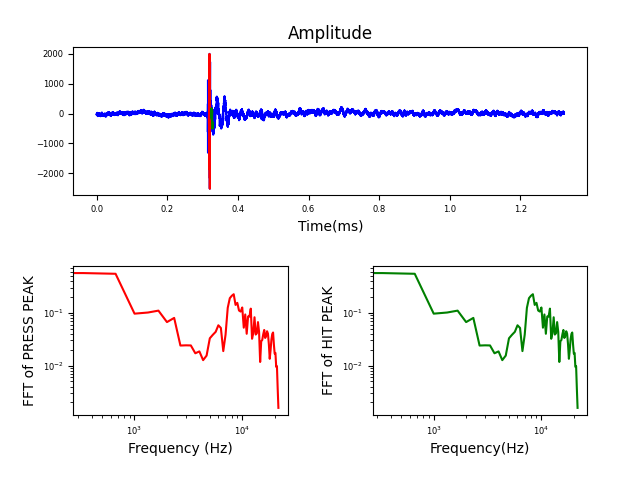 Amplitude
2000
1000
0
−1000
−2000
0.0 0.2 0.4 0.6 0.8 1.0 1.2
Time(ms)
FFT of PRESS PEAK
10⁻¹
10⁻²
10³ 10⁴
Frequency (Hz)
FFT of HIT PEAK
10⁻¹
10⁻²
10³ 10⁴
Frequency(Hz)